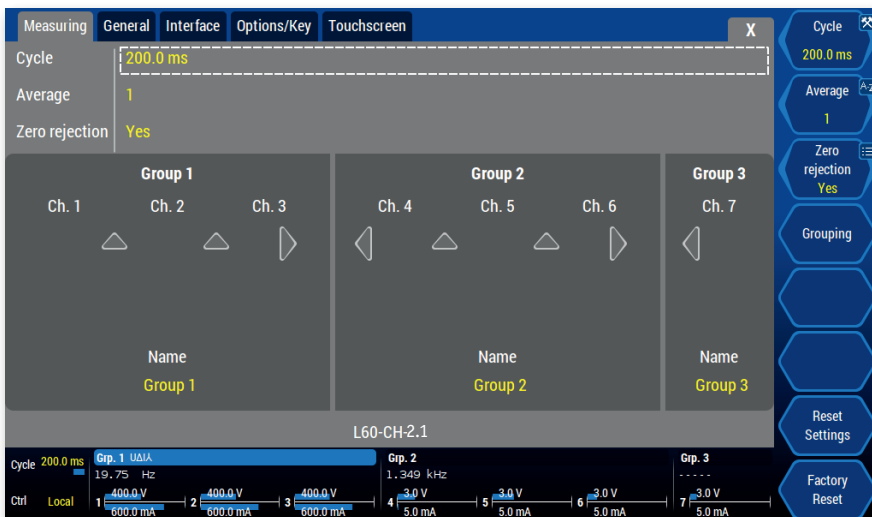 Measuring General Interface Options/Key Touchscreen X
Cycle 200.0 ms
Average 1
Zero rejection Yes
Group 1 Group 2 Group 3
Ch. 1 Ch. 2 Ch. 3 Ch. 4 Ch. 5 Ch. 6 Ch. 7
Name Name Name
Group 1 Group 2 Group 3
L60-CH-2.1
Cycle
200.0 ms
Average A-Z
1
Zero
rejection
Yes
Grouping
Reset
Settings
Factory
Reset
Cycle 200.0 ms Grp. 1 U∆I⅄ Grp. 2 Grp. 3
19.75 Hz 1.349 kHz -----
Ctrl Local 1 400.0 V 2 400.0 V 3 400.0 V 4 3.0 V 5 3.0 V 6 3.0 V 7 3.0 V
600.0 mA 600.0 mA 600.0 mA 5.0 mA 5.0 mA 5.0 mA 5.0 mA